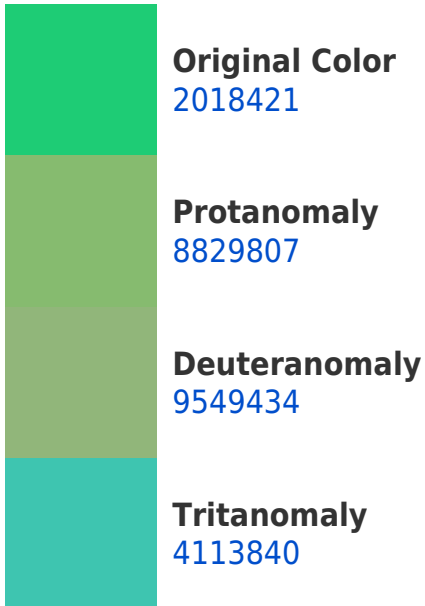 Original Color
2018421
Protanomaly
8829807
Deuteranomaly
9549434
Tritanomaly
4113840